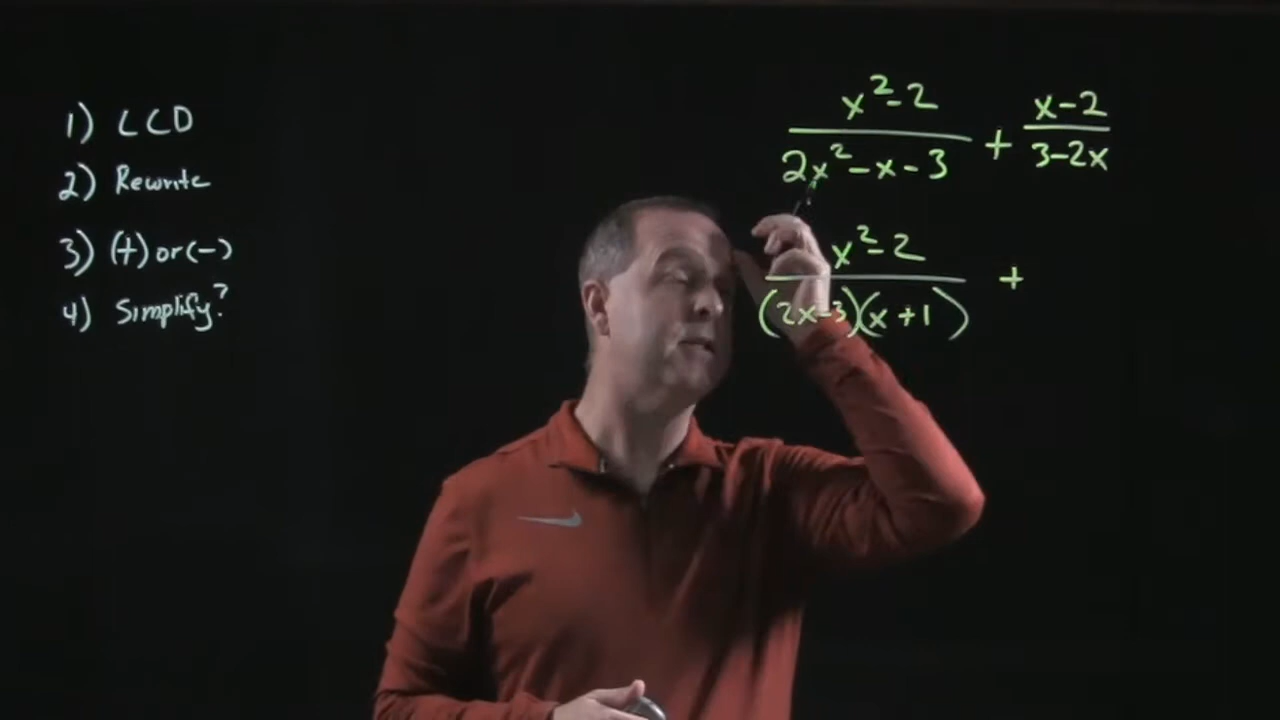 1) LCD
2) Rewrite
3) (+) or (-)
4) Simplify?
x²-2 / 2x²-x-3 + x-2 / 3-2x
x²-2 / (2x-3)(x+1) +